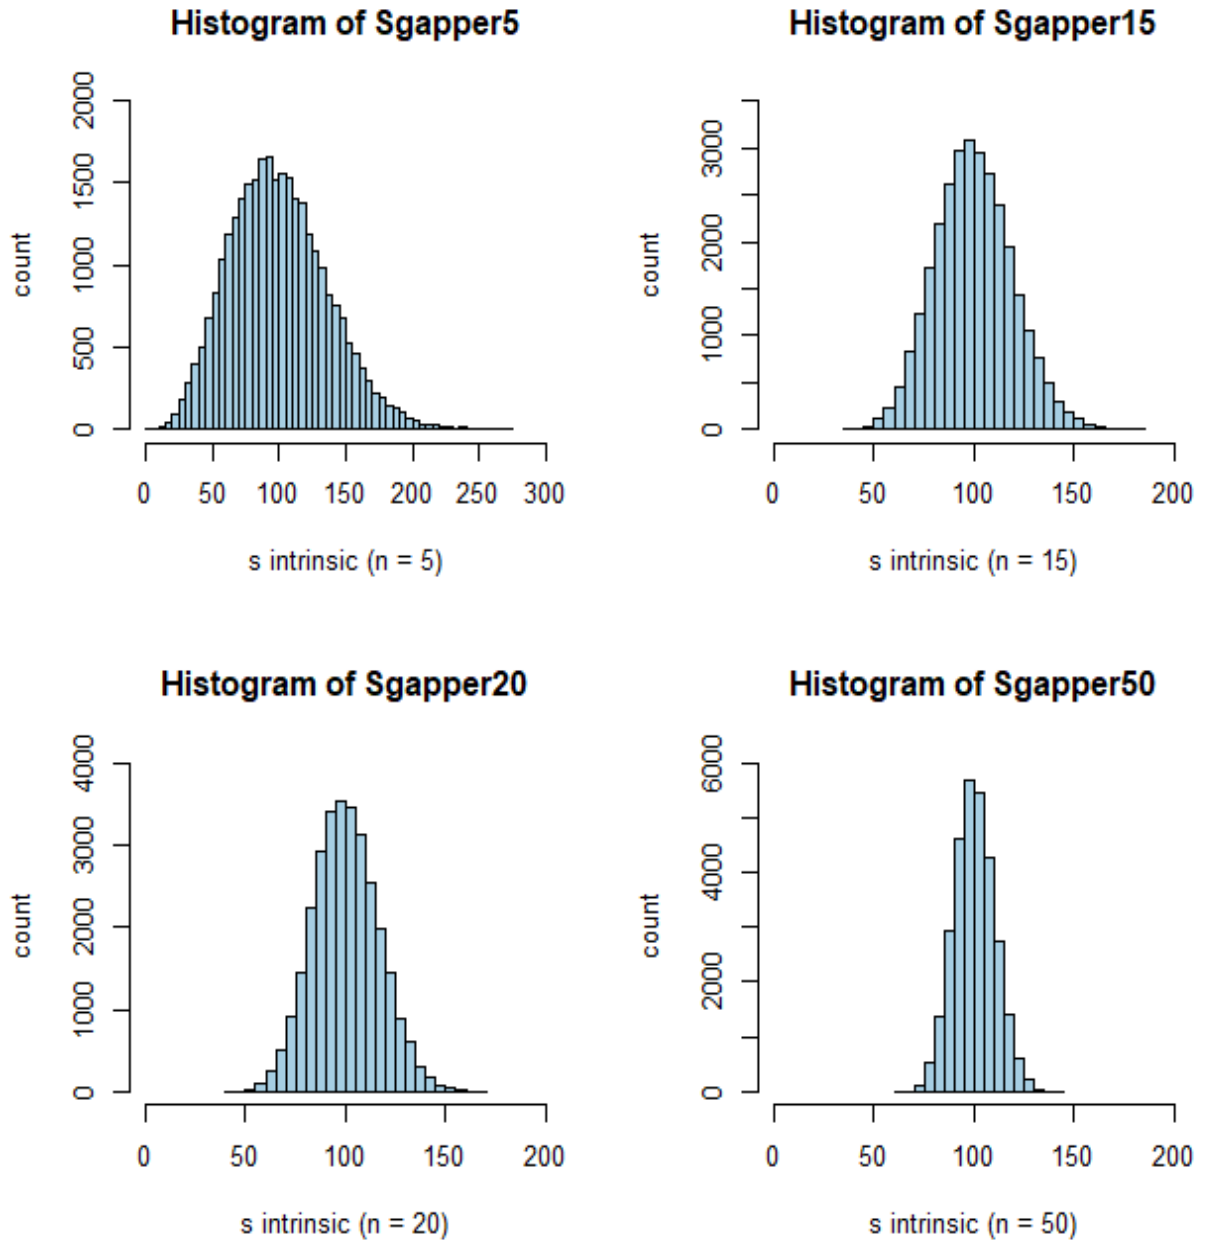 Histogram of Sgapper5
count
0
500
1000
1500
2000
0 50 100 150 200 250 300
s intrinsic (n = 5)
Histogram of Sgapper15
count
0
1000
2000
3000
0 50 100 150 200
s intrinsic (n = 15)
Histogram of Sgapper20
count
0
1000
2000
3000
4000
0 50 100 150 200
s intrinsic (n = 20)
Histogram of Sgapper50
count
0
2000
4000
6000
0 50 100 150 200
s intrinsic (n = 50)